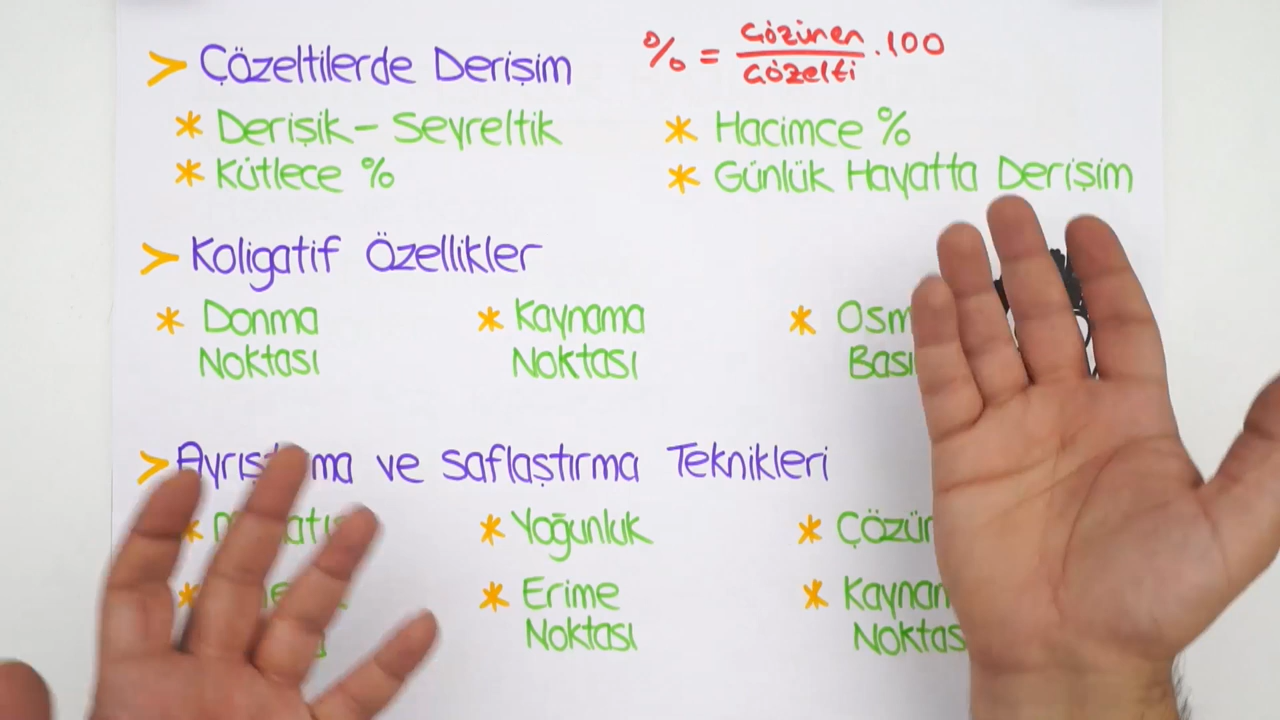 > Çözeltilerde Derişim
% = çözünen / çözelti .100
* Derişik - Seyreltik
* Hacimce %
* Kütlece %
* Günlük Hayatta Derişim
> Koligatif Özellikler
* Donma Noktası
* Kaynama Noktası
> ve Saflaştırma Teknikleri
* Yoğunluk
* Erime Noktası